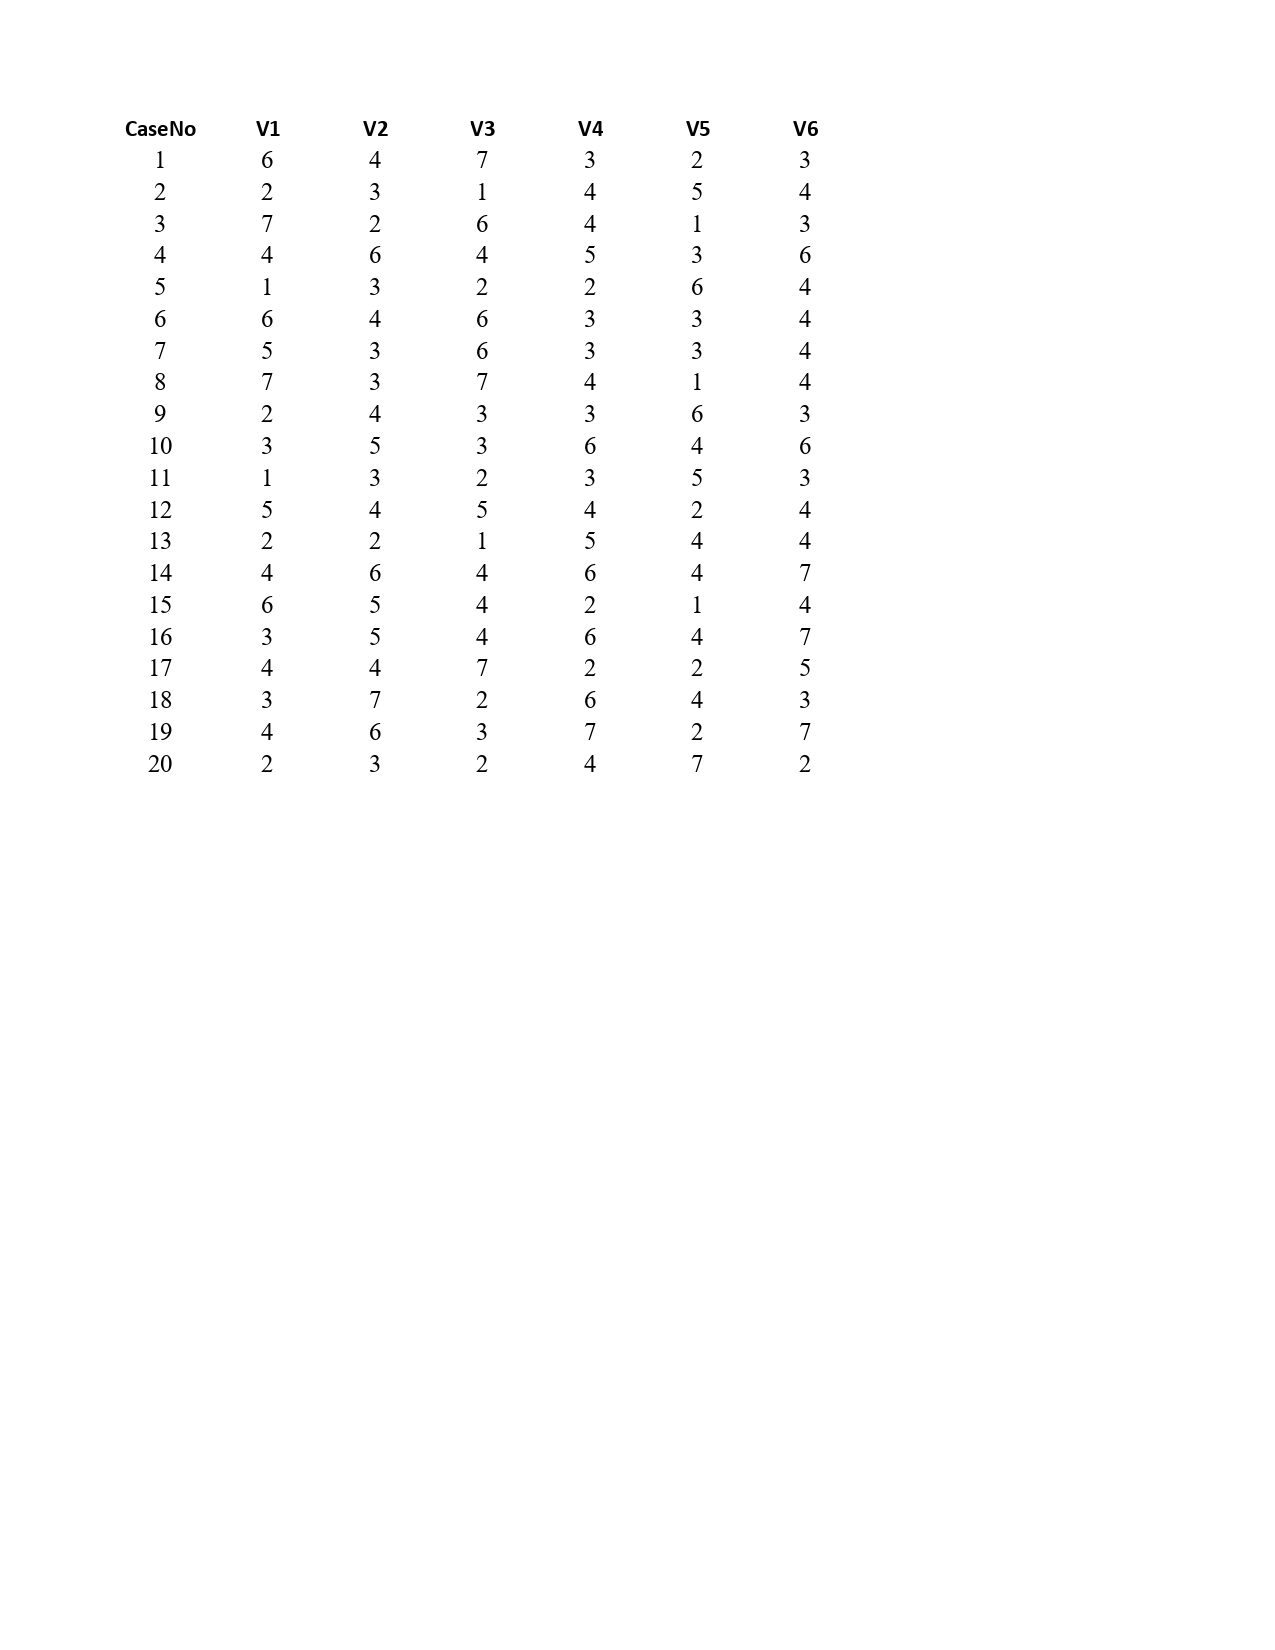 CaseNo V1 V2 V3 V4 V5 V6
1 6 4 7 3 2 3
2 2 3 1 4 5 4
3 7 2 6 4 1 3
4 4 6 4 5 3 6
5 1 3 2 2 6 4
6 6 4 6 3 3 4
7 5 3 6 3 3 4
8 7 3 7 4 1 4
9 2 4 3 3 6 3
10 3 5 3 6 4 6
11 1 3 2 3 5 3
12 5 4 5 4 2 4
13 2 2 1 5 4 4
14 4 6 4 6 4 7
15 6 5 4 2 1 4
16 3 5 4 6 4 7
17 4 4 7 2 2 5
18 3 7 2 6 4 3
19 4 6 3 7 2 7
20 2 3 2 4 7 2